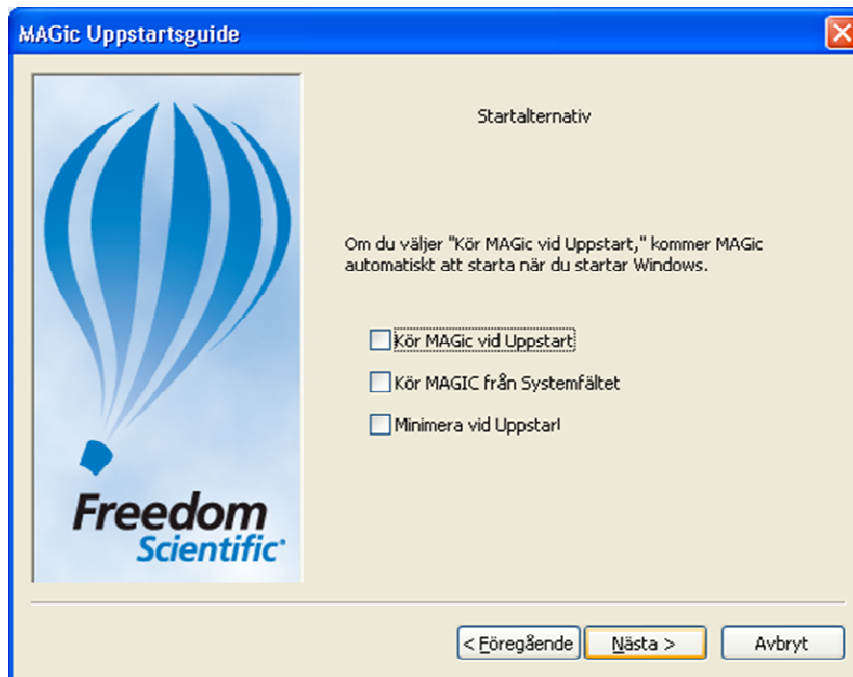 MAGic Uppstartsguide
Startalternativ
Om du väljer "Kör MAGic vid Uppstart," kommer MAGic
automatiskt att starta när du startar Windows.
Kör MAGic vid Uppstart
Kör MAGIC från Systemfältet
Minimera vid Uppstart
Freedom
Scientific
< Föregående
Nästa >
Avbryt